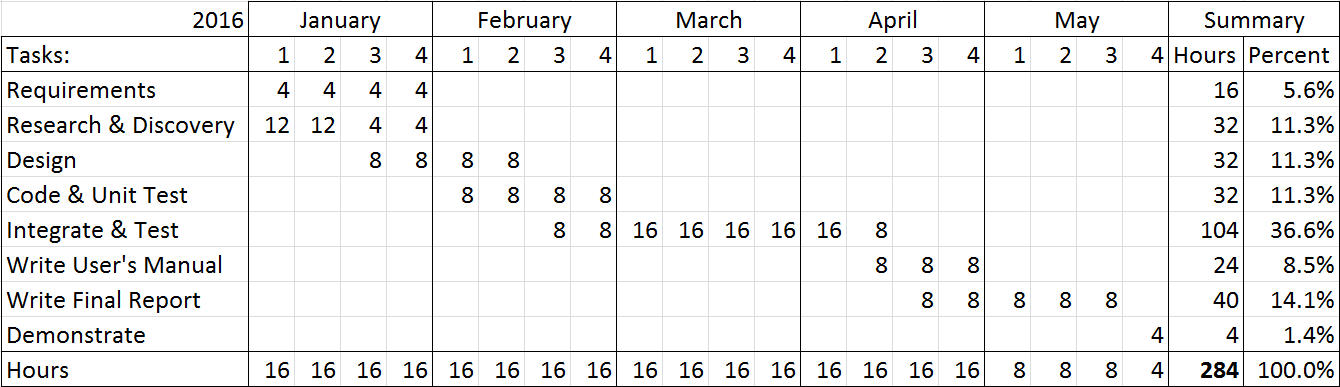 2016 January February March April May Summary
Tasks: 1 2 3 4 1 2 3 4 1 2 3 4 1 2 3 4 1 2 3 4 Hours Percent
Requirements 4 4 4 4 16 5.6%
Research & Discovery 12 12 4 4 32 11.3%
Design 8 8 8 8 32 11.3%
Code & Unit Test 8 8 8 8 32 11.3%
Integrate & Test 8 8 16 16 16 16 16 8 104 36.6%
Write User's Manual 8 8 8 24 8.5%
Write Final Report 8 8 8 8 8 40 14.1%
Demonstrate 4 4 1.4%
Hours 16 16 16 16 16 16 16 16 16 16 16 16 16 16 16 16 8 8 8 4 284 100.0%